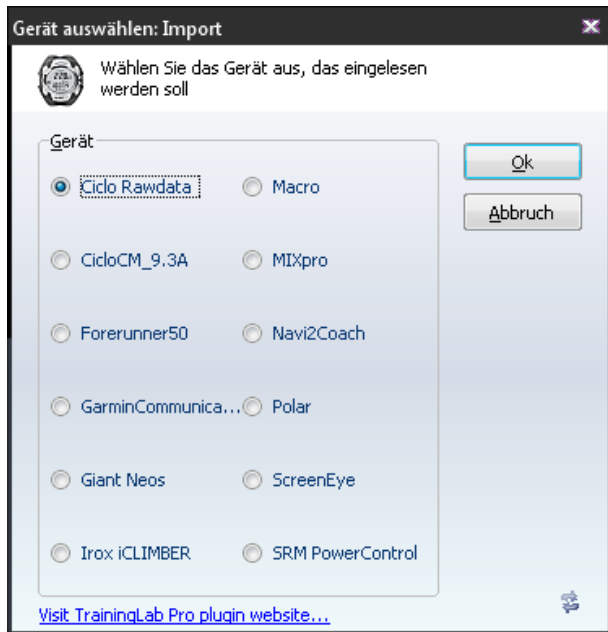 Gerät auswählen: Import
Wählen Sie das Gerät aus, das eingelesen
werden soll
Gerät
Ciclo Rawdata
Macro
CicloCM_9.3A
MIXpro
Forerunner50
Navi2Coach
GarminCommunica...
Polar
Giant Neos
ScreenEye
Irox iCLIMBER
SRM PowerControl
Ok
Abbruch
Visit TrainingLab Pro plugin website...